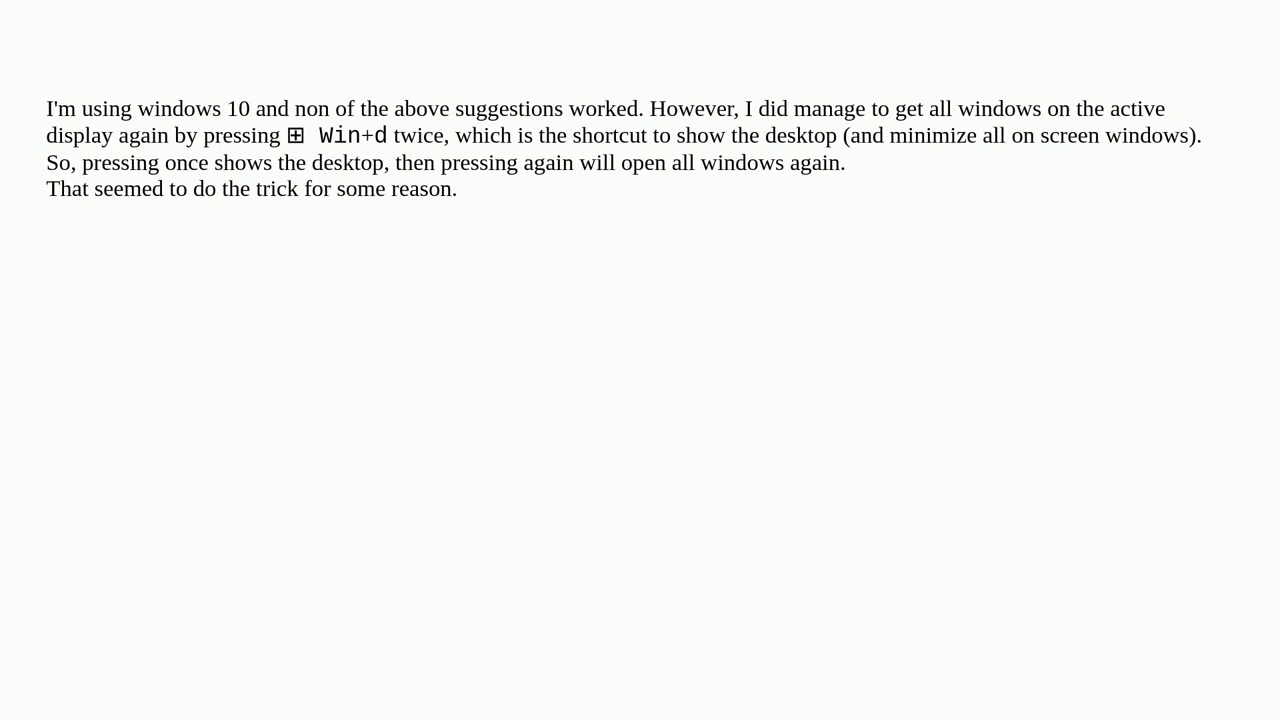 I'm using windows 10 and non of the above suggestions worked. However, I did manage to get all windows on the active
display again by pressing ⊞ Win+d twice, which is the shortcut to show the desktop (and minimize all on screen windows).
So, pressing once shows the desktop, then pressing again will open all windows again.
That seemed to do the trick for some reason.